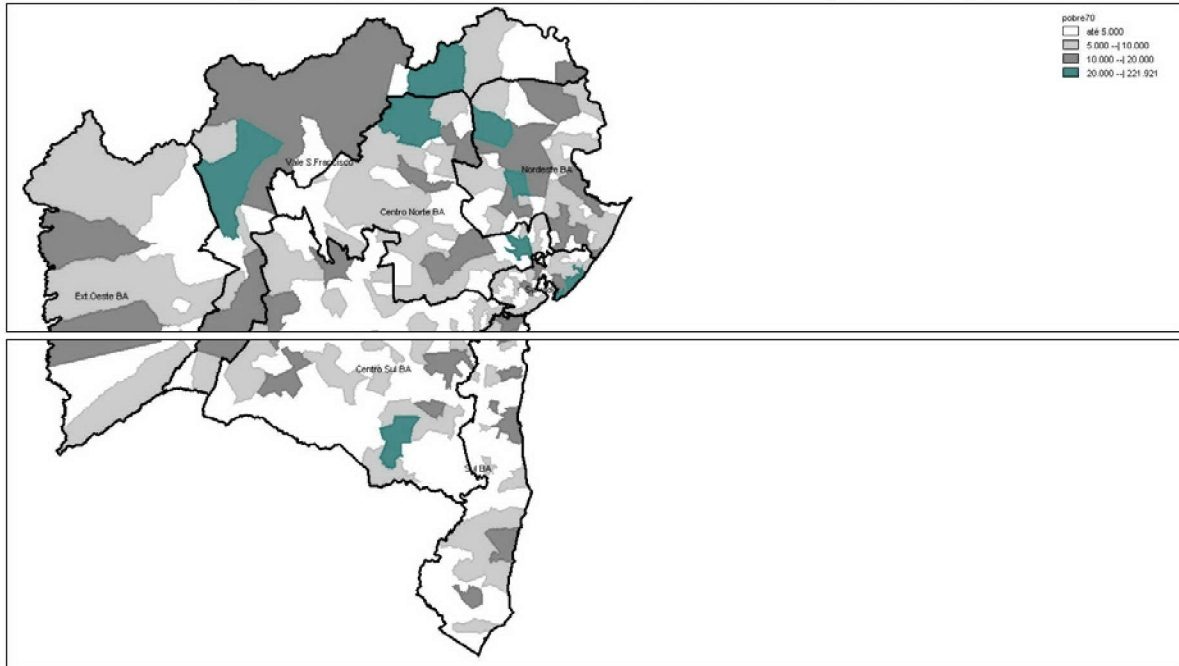 pobre70
até 5.000
5.000 --| 10.000
10.000 --| 20.000
20.000 --| 221.921
Vale S.Francisco
Nordeste BA
Centro Norte BA
Ext.Oeste BA
Centro Sul BA
Sul BA